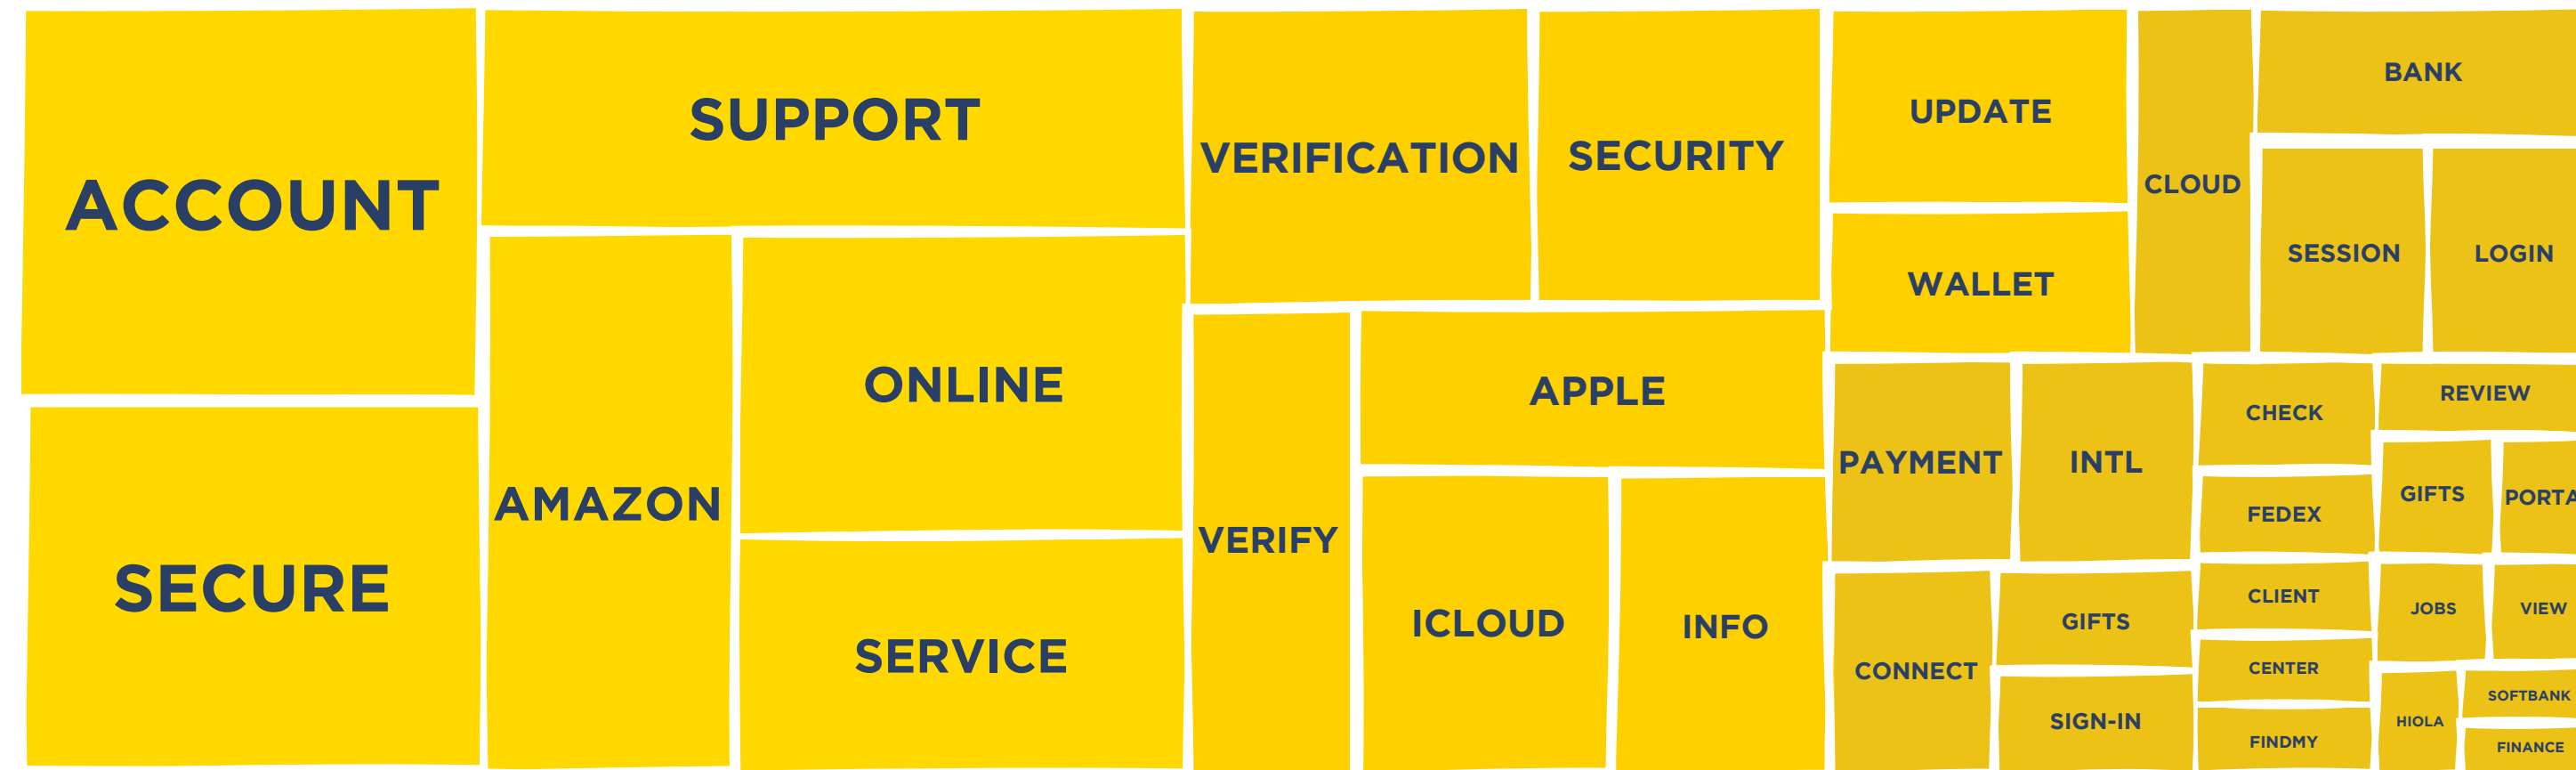 ACCOUNT
SECURE
SUPPORT
AMAZON
ONLINE
SERVICE
VERIFICATION
SECURITY
VERIFY
APPLE
ICLOUD
INFO
UPDATE
WALLET
CLOUD
BANK
SESSION
LOGIN
PAYMENT
INTL
CONNECT
GIFTS
SIGN-IN
CHECK
FEDEX
CLIENT
CENTER
FINDMY
REVIEW
GIFTS
PORTA
JOBS
VIEW
HIOLA
SOFTBANK
FINANCE